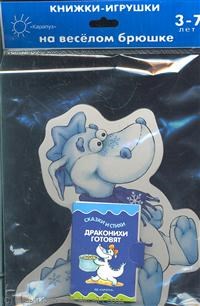 КНИЖКИ-ИГРУШКИ
"Карапуз"
3-7
лет
на весёлом брюшке
СКАЗКИ И СТИХИ
ДРАКОНИХИ
ГОТОВЯТ